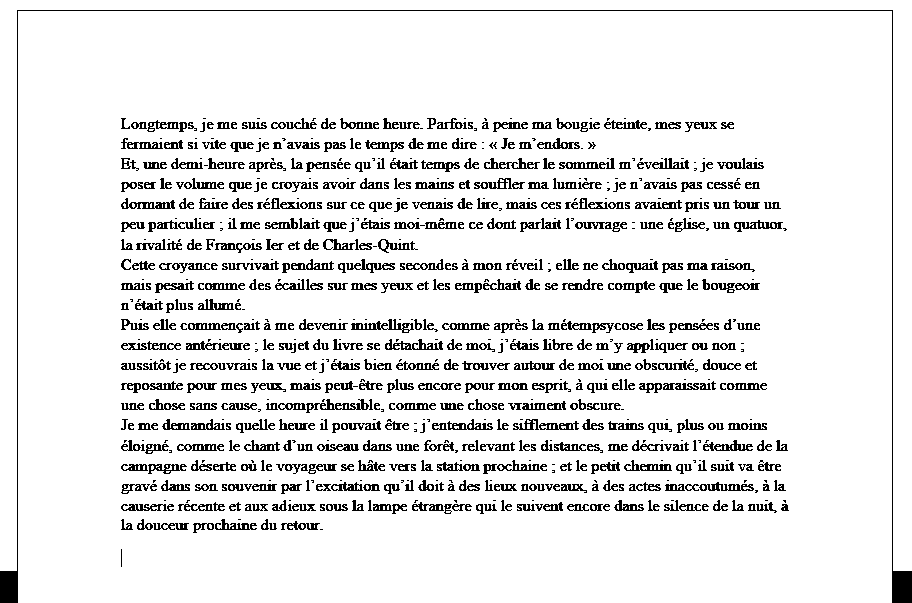 Longtemps, je me suis couché de bonne heure. Parfois, à peine ma bougie éteinte, mes yeux se
fermaient si vite que je n’avais pas le temps de me dire : « Je m’endors. »
Et, une demi-heure après, la pensée qu’il était temps de chercher le sommeil m’éveillait ; je voulais
poser le volume que je croyais avoir dans les mains et souffler ma lumière ; je n’avais pas cessé en
dormant de faire des réflexions sur ce que je venais de lire, mais ces réflexions avaient pris un tour un
peu particulier ; il me semblait que j’étais moi-même ce dont parlait l’ouvrage : une église, un quatuor,
la rivalité de François Ier et de Charles-Quint.
Cette croyance survivait pendant quelques secondes à mon réveil ; elle ne choquait pas ma raison,
mais pesait comme des écailles sur mes yeux et les empêchait de se rendre compte que le bougeoir
n’était plus allumé.
Puis elle commençait à me devenir inintelligible, comme après la métempsycose les pensées d’une
existence antérieure ; le sujet du livre se détachait de moi, j’étais libre de m’y appliquer ou non ;
aussitôt je recouvrais la vue et j’étais bien étonné de trouver autour de moi une obscurité, douce et
reposante pour mes yeux, mais peut-être plus encore pour mon esprit, à qui elle apparaissait comme
une chose sans cause, incompréhensible, comme une chose vraiment obscure.
Je me demandais quelle heure il pouvait être ; j’entendais le sifflement des trains qui, plus ou moins
éloigné, comme le chant d’un oiseau dans une forêt, relevant les distances, me décrivait l’étendue de la
campagne déserte où le voyageur se hâte vers la station prochaine ; et le petit chemin qu’il suit va être
gravé dans son souvenir par l’excitation qu’il doit à des lieux nouveaux, à des actes inaccoutumés, à la
causerie récente et aux adieux sous la lampe étrangère qui le suivent encore dans le silence de la nuit, à
la douceur prochaine du retour.